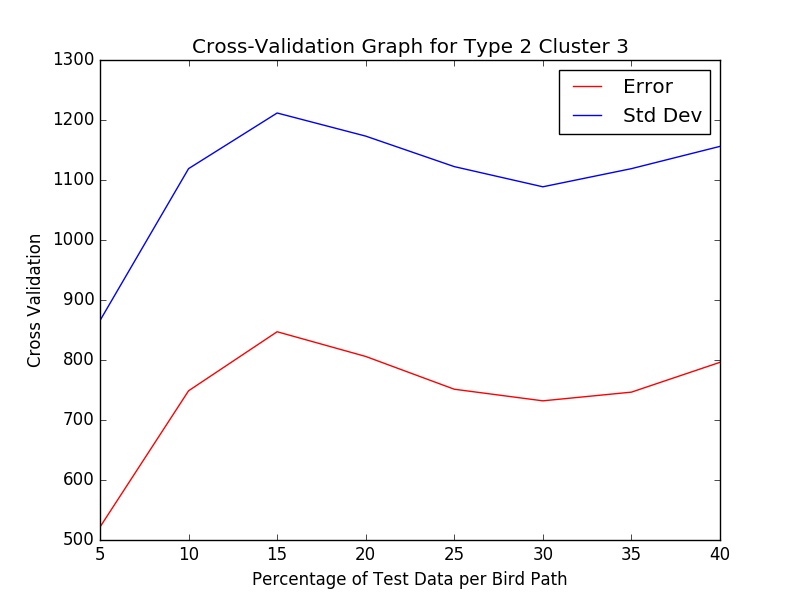 Cross-Validation Graph for Type 2 Cluster 3
Error
Std Dev
1300
1200
1100
1000
900
800
700
600
500
Cross Validation
5 10 15 20 25 30 35 40
Percentage of Test Data per Bird Path